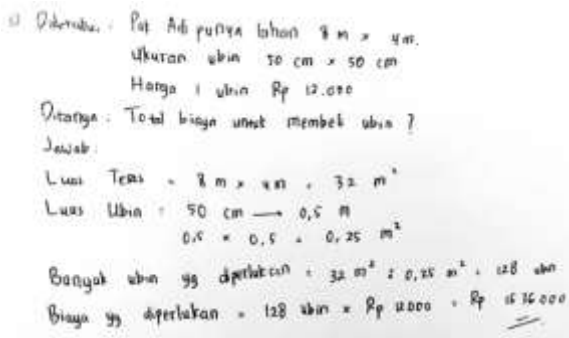 Diketahui : Pak Adi punya lahan 8 m x 4 m.
Ukuran ubin 50 cm x 50 cm
Harga 1 ubin Rp 12.000
Ditanya : Total biaya untuk membeli ubin ?
Jawab :
Luas Teras = 8 m x 4 m = 32 m²
Luas Ubin : 50 cm → 0,5 m
0,5 x 0,5 = 0,25 m²
Banyak ubin yg diperlukan = 32 m² : 0,25 m² = 128 ubin
Biaya yg diperlukan = 128 ubin x Rp 12000 = Rp 1536000